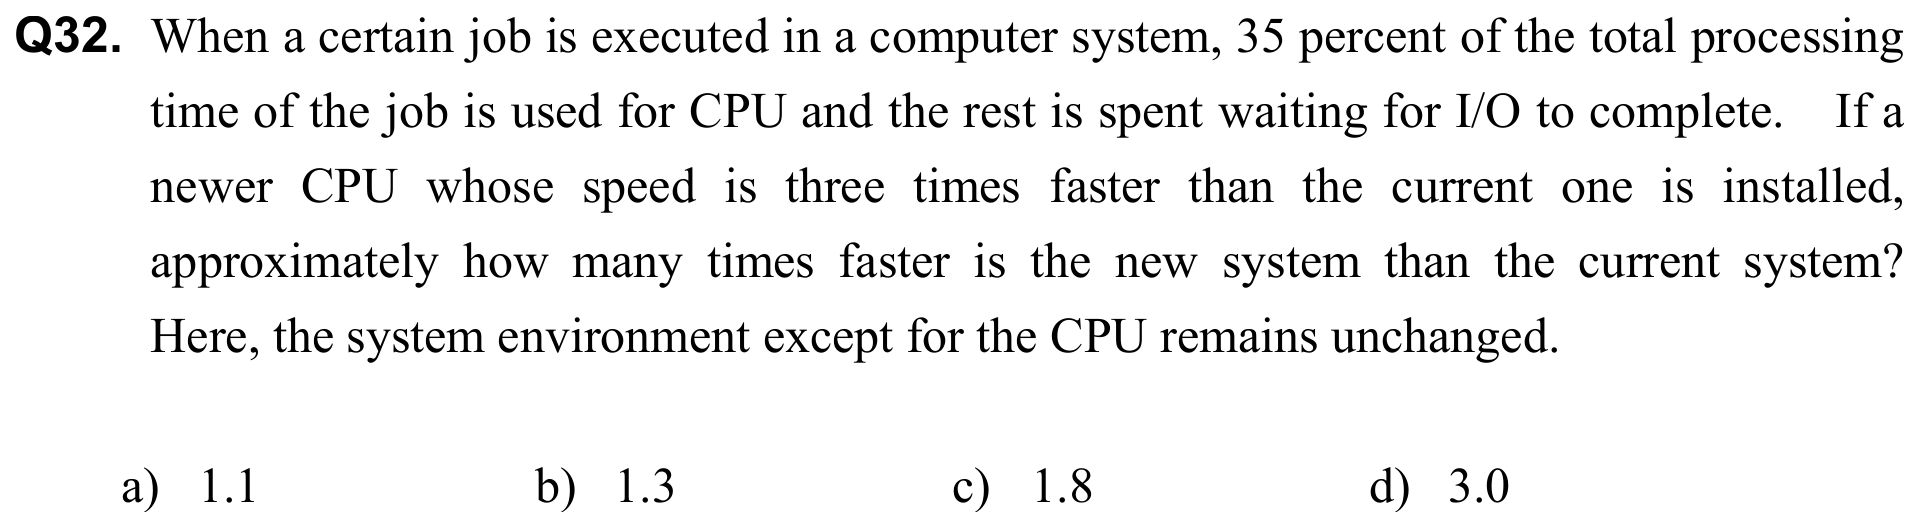 Q32. When a certain job is executed in a computer system, 35 percent of the total processing
time of the job is used for CPU and the rest is spent waiting for I/O to complete. If a
newer CPU whose speed is three times faster than the current one is installed,
approximately how many times faster is the new system than the current system?
Here, the system environment except for the CPU remains unchanged.
a) 1.1 b) 1.3 c) 1.8 d) 3.0